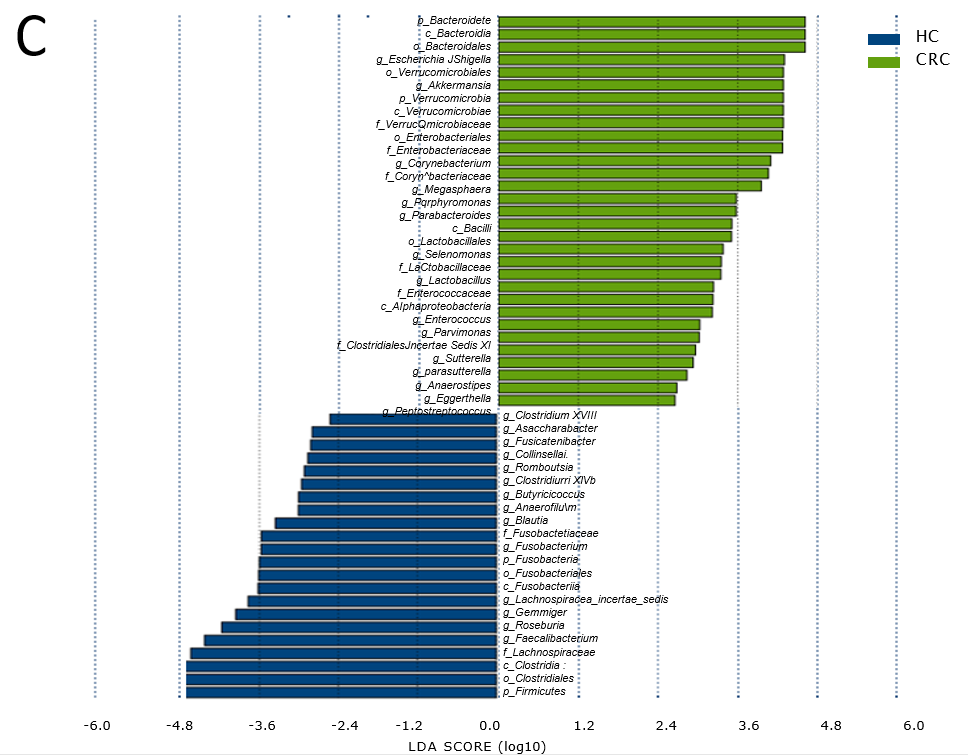 C
HC
CRC
p_Bacteroidete
c_Bacteroidia
o_Bacteroidales
g_Escherichia JShigella
o_Verrucomicrobiales
g_Akkermansia
p_Verrucomicrobia
c_Verrucomicrobiae
f_VerrucQmicrobiaceae
o_Enterobacteriales
f_Enterobacteriaceae
g_Corynebacterium
f_Coryn^bacteriaceae
g_Megasphaera
g_Pqrphyromonas
g_Parabacteroides
c_Bacilli
o_Lactobacillales
g_Selenomonas
f_LaCtobacillaceae
g_Lactobacillus
f_Enterococcaceae
c_AIphaproteobacteria
g_Enterococcus
g_Parvimonas
f_ClostridialesJncertae Sedis XI
g_Sutterella
g_parasutterella
g_Anaerostipes
g_Eggerthella
g_Peptostreptococcus
g_Clostridium XVIII
g_Asaccharabacter
g_Fusicatenibacter
g_Collinsellai.
g_Romboutsia
g_Clostridiurri XIVb
g_Butyricicoccus
g_Anaerofilu\m
g_Blautia
f_Fusobactetiaceae
g_Fusobacterium
p_Fusobacteria
o_Fusobacteriales
c_Fusobacteriia
g_Lachnospiracea_incertae_sedis
g_Gemmiger
g_Roseburia
g_Faecalibacterium
f_Lachnospiraceae
c_Clostridia :
o_Clostridiales
p_Firmicutes
-6.0 -4.8 -3.6 -2.4 -1.2 0.0 1.2 2.4 3.6 4.8 6.0
LDA SCORE (log10)